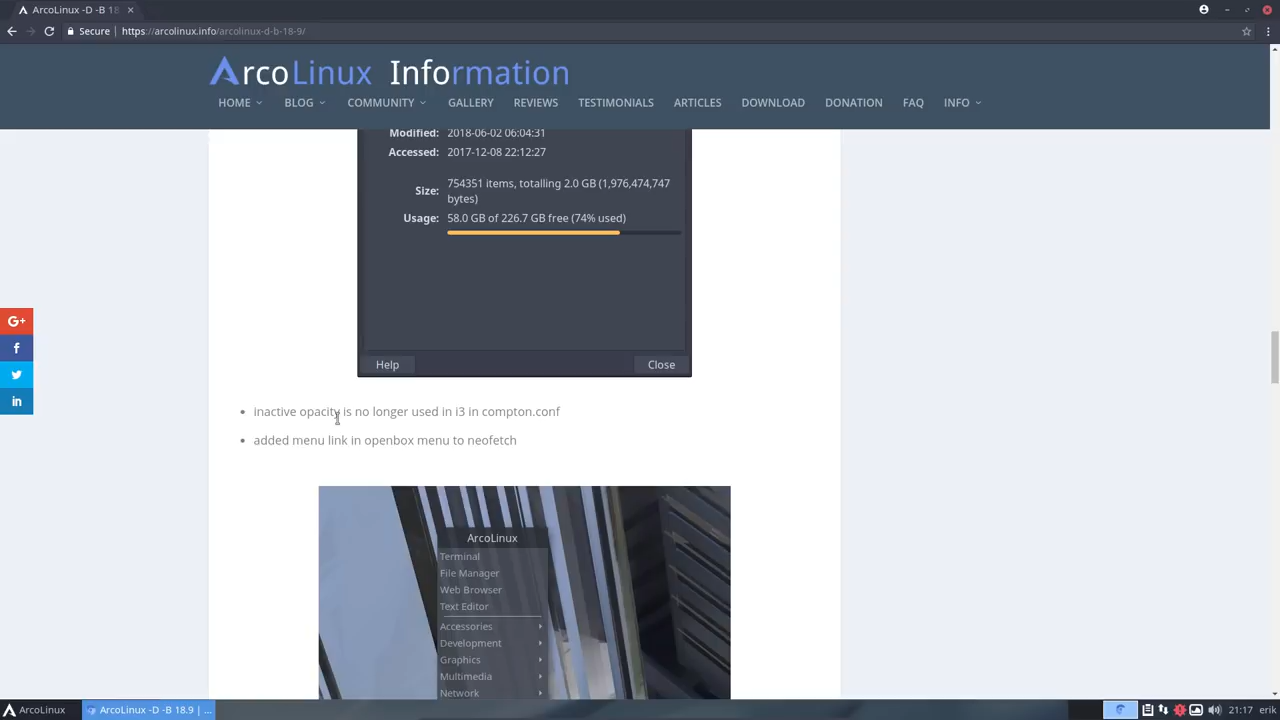 ArcoLinux -D -B 18
Secure https://arcolinux.info/arcolinux-d-b-18-9/
ArcoLinux Information
HOME BLOG COMMUNITY GALLERY REVIEWS TESTIMONIALS ARTICLES DOWNLOAD DONATION FAQ INFO
Modified: 2018-06-02 06:04:31
Accessed: 2017-12-08 22:12:27
Size: 754351 items, totalling 2.0 GB (1,976,474,747
bytes)
Usage: 58.0 GB of 226.7 GB free (74% used)
G+
f
in
Help Close
• inactive opacity is no longer used in i3 in compton.conf
• added menu link in openbox menu to neofetch
ArcoLinux
Terminal
File Manager
Web Browser
Text Editor
Accessories
Development
Graphics
Multimedia
Network
ArcoLinux ArcoLinux -D -B 18.9 | ... 21:17 erik